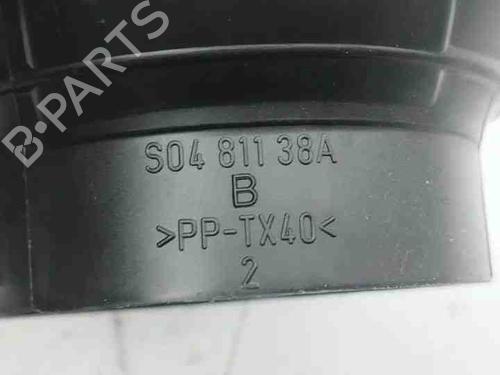 B-PARTS
S04 811 38A
B
>PP-TX40<
2